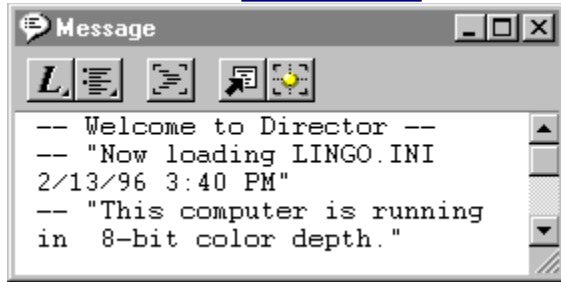 Message
L
-- Welcome to Director --
-- "Now loading LINGO.INI
2/13/96 3:40 PM"
-- "This computer is running
in  8-bit color depth."